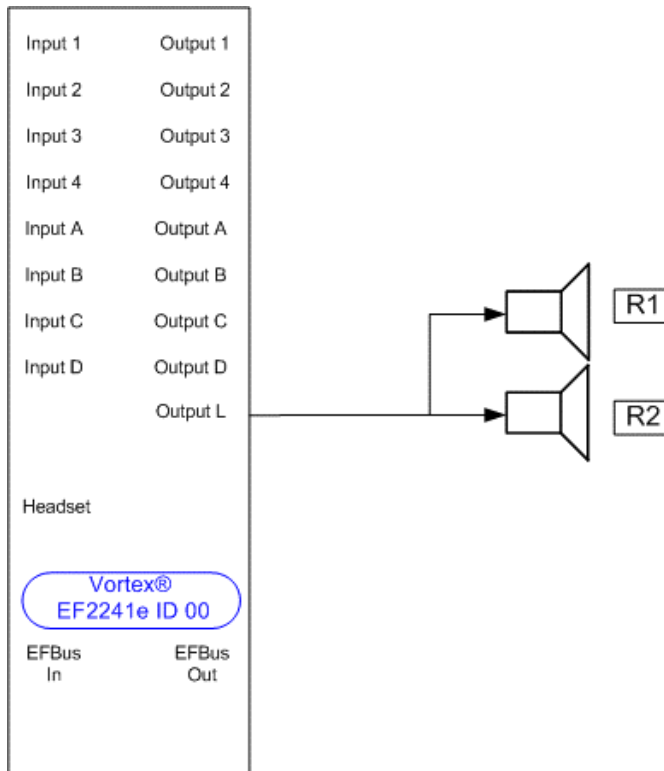 Input 1 Output 1
Input 2 Output 2
Input 3 Output 3
Input 4 Output 4
Input A Output A
Input B Output B
Input C Output C
Input D Output D
Output L
R1
R2
Headset
Vortex®
EF2241e ID 00
EFBus EFBus
In Out